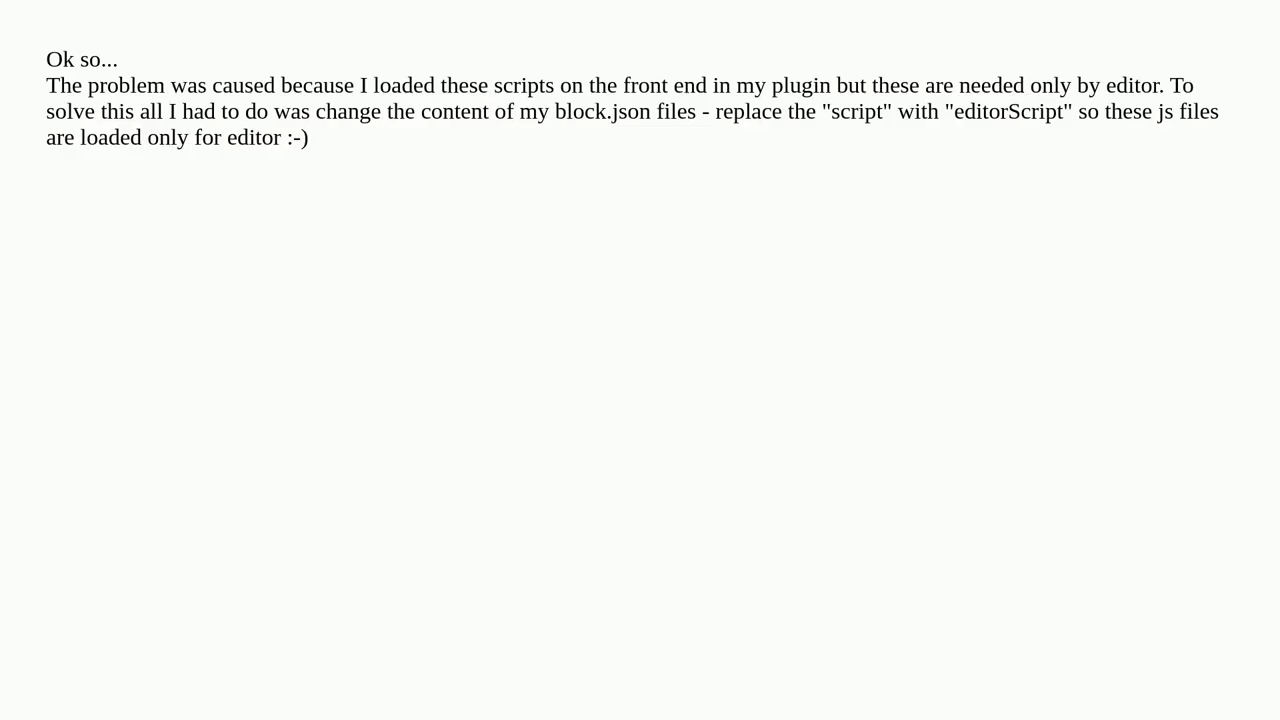 Ok so...
The problem was caused because I loaded these scripts on the front end in my plugin but these are needed only by editor. To
solve this all I had to do was change the content of my block.json files - replace the "script" with "editorScript" so these js files
are loaded only for editor :-)